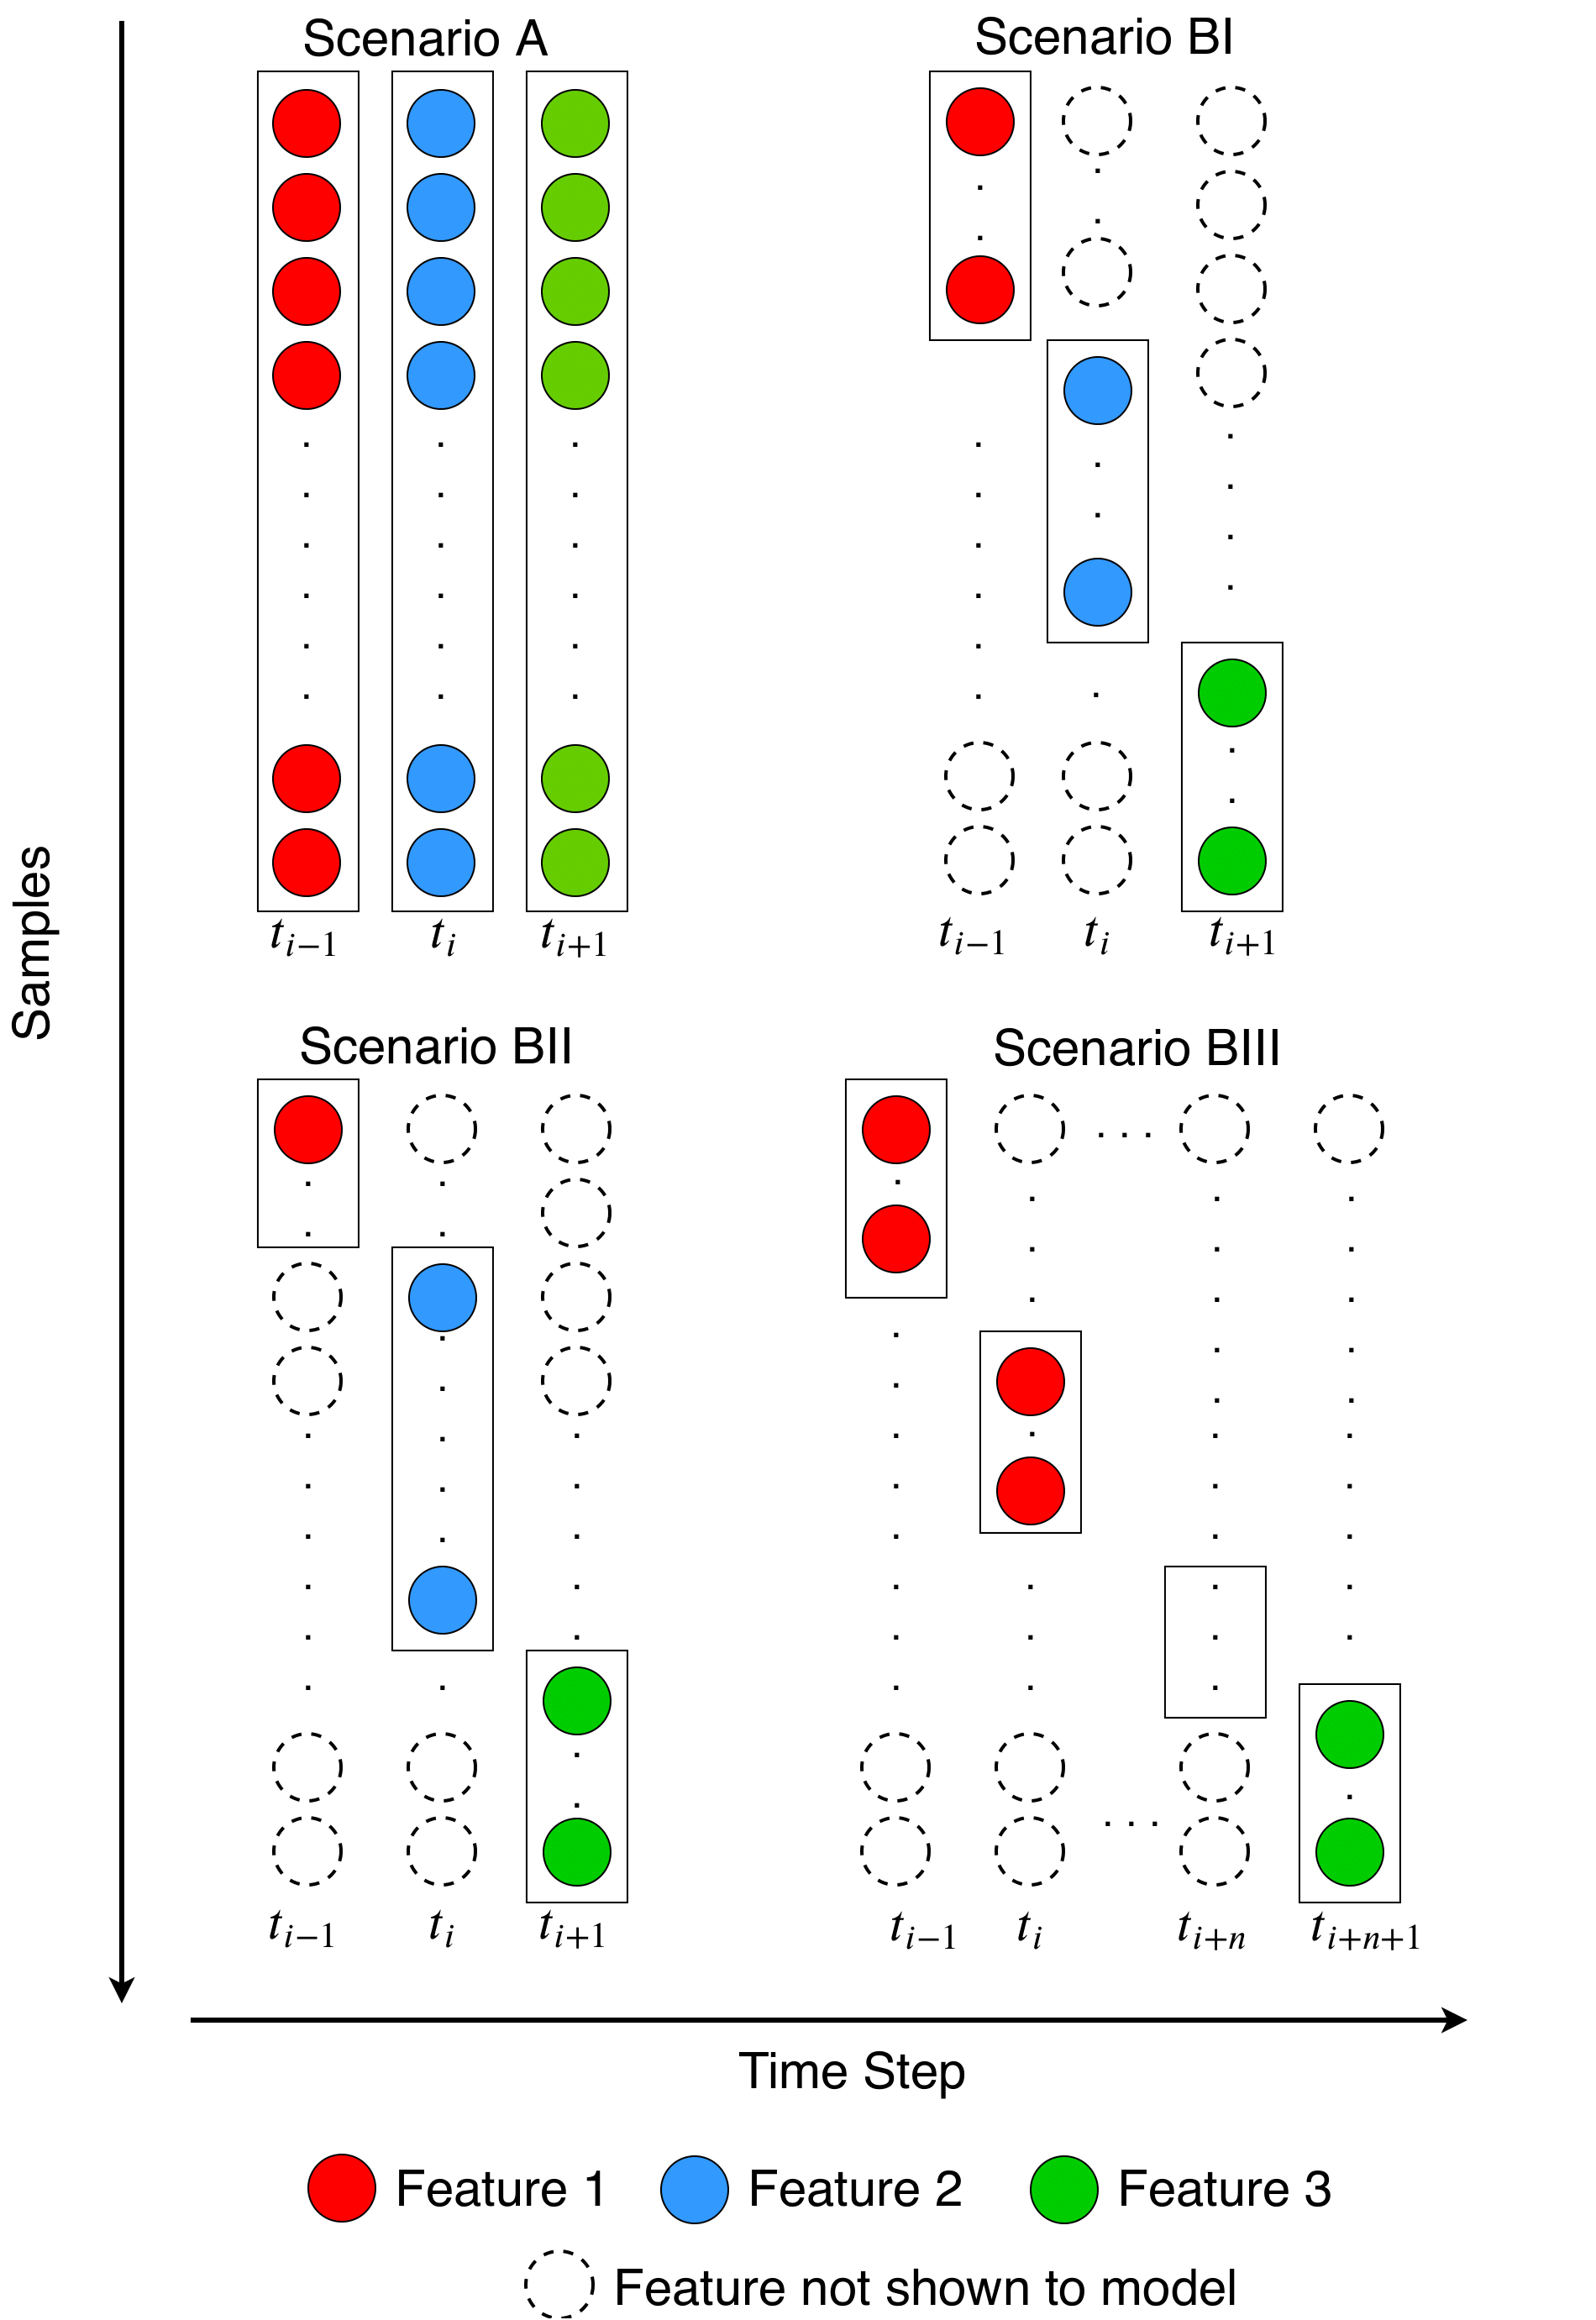 Scenario A
Scenario BI
t_{i−1} t_i t_{i+1}
t_{i−1} t_i t_{i+1}
Samples
Scenario BII
Scenario BIII
t_{i−1} t_i t_{i+1}
t_{i−1} t_i t_{i+n} t_{i+n+1}
Time Step
Feature 1
Feature 2
Feature 3
Feature not shown to model